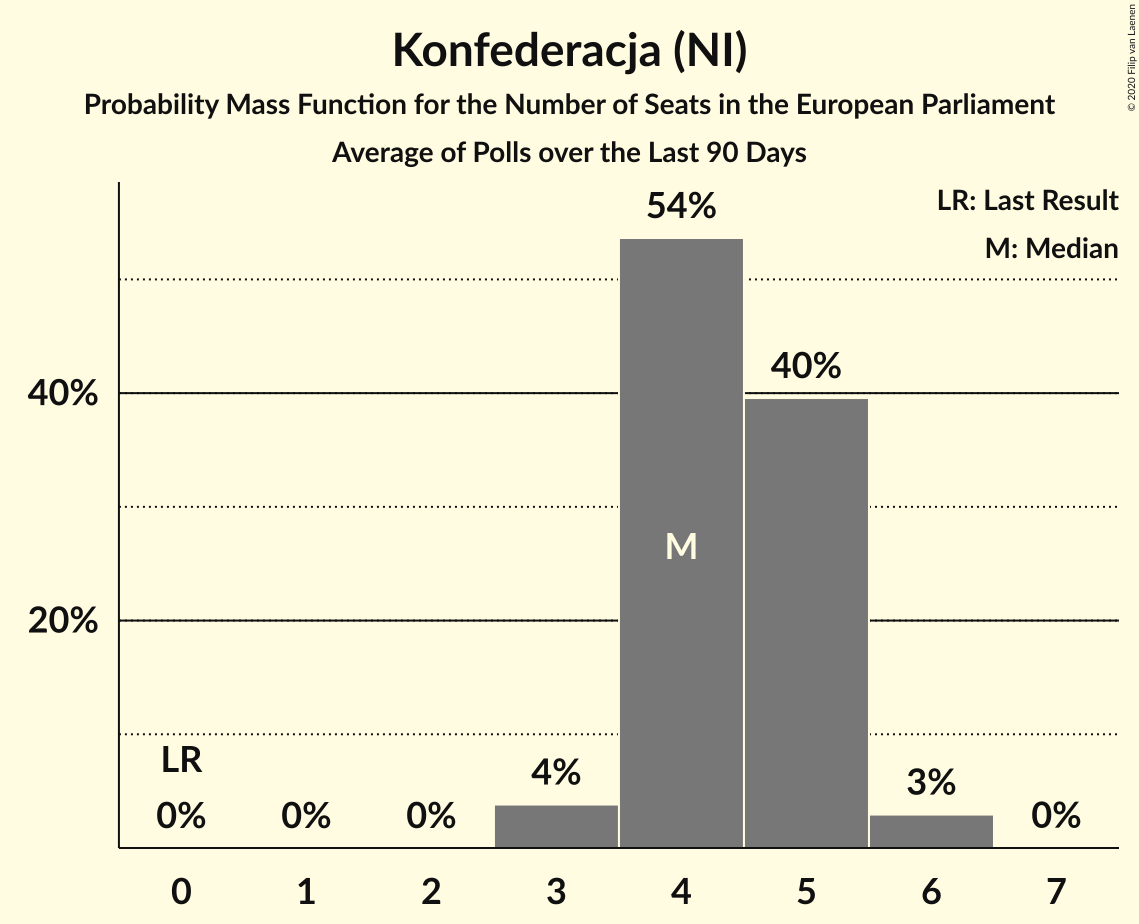 Konfederacja (NI)
Probability Mass Function for the Number of Seats in the European Parliament
Average of Polls over the Last 90 Days
© 2020 Filip van Laenen
LR: Last Result
M: Median
54%
40%
40%
M
20%
LR
4%
3%
0% 0% 0% 0%
0 1 2 3 4 5 6 7